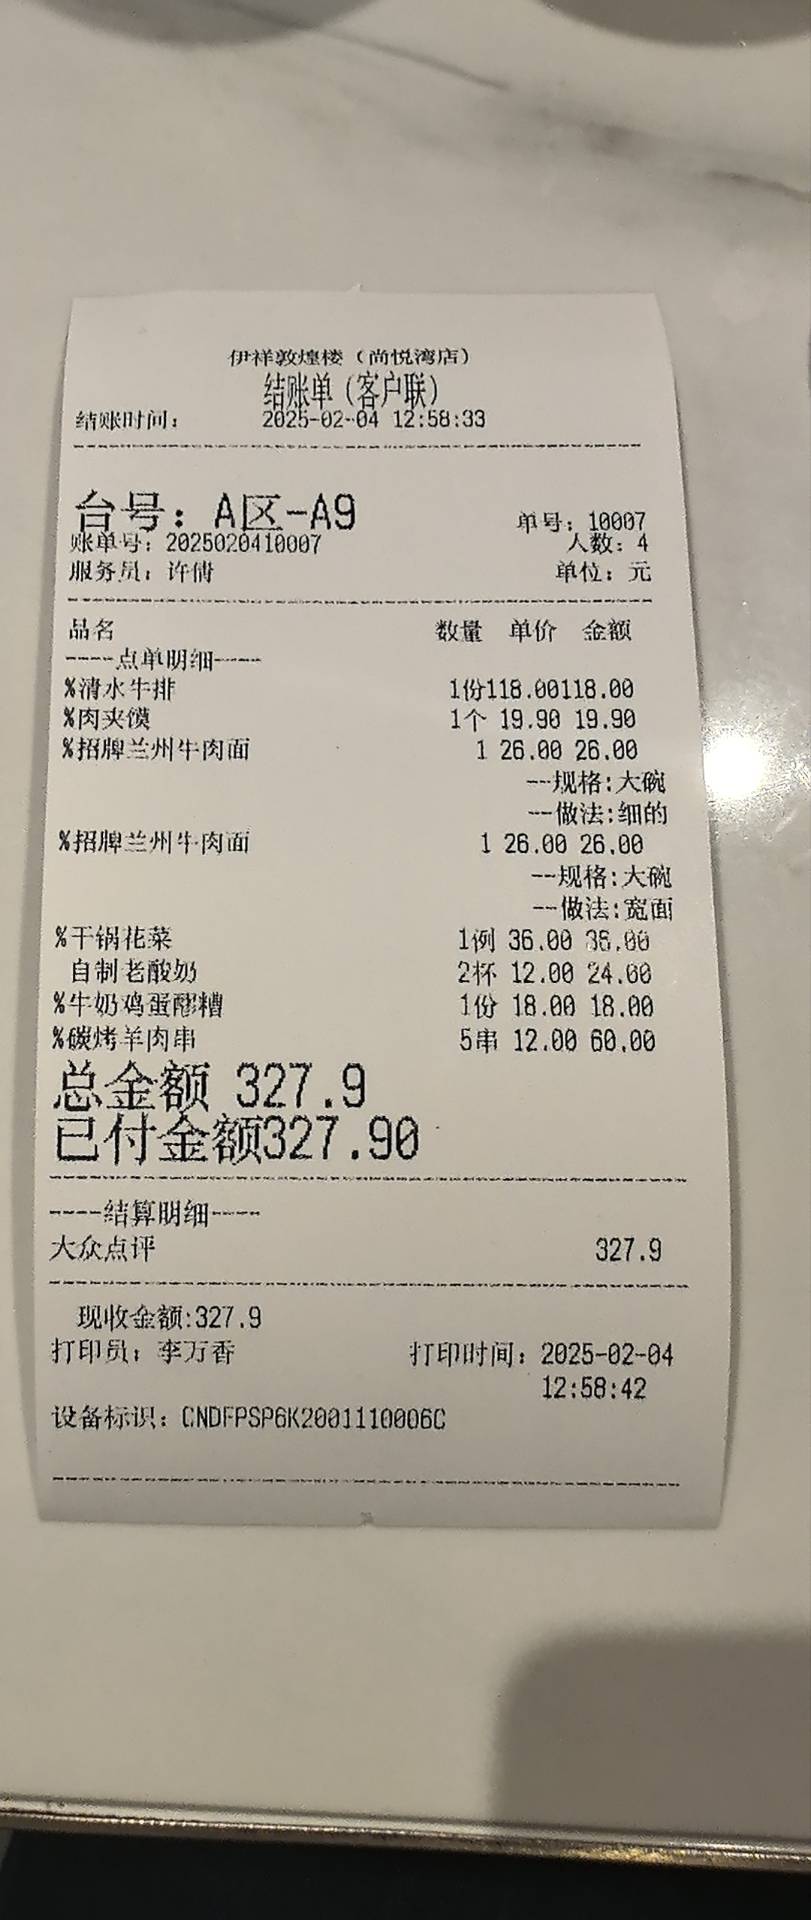 伊祥敦煌楼（尚悦湾店）
结账单（客户联）
结账时间： 2025-02-04 12:58:33
台号：A区-A9
单号：10007
账单号：2025020410007 人数：4
服务员：许倩 单位：元
品名 数量 单价 金额
----点单明细----
%清水牛排 1份118.00118.00
%肉夹馍 1个 19.90 19.90
%招牌兰州牛肉面 1 26.00 26.00
--规格:大碗
--做法:细的
%招牌兰州牛肉面 1 26.00 26.00
--规格:大碗
--做法:宽面
%干锅花菜 1例 36.00 36.00
自制老酸奶 2杯 12.00 24.00
%牛奶鸡蛋醪糟 1份 18.00 18.00
%碳烤羊肉串 5串 12.00 60.00
总金额 327.9
已付金额327.90
----结算明细----
大众点评 327.9
现收金额:327.9
打印员：李万香 打印时间：2025-02-04
12:58:42
设备标识：CNDFPSP6K2001110006C